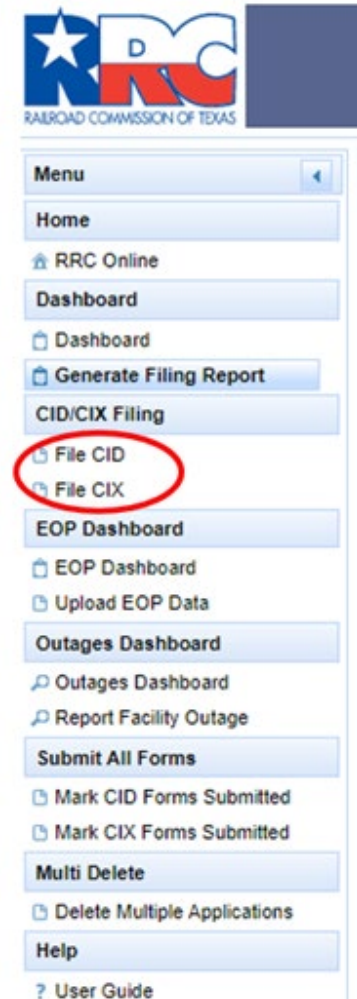 RRC
RAILROAD COMMISSION OF TEXAS
Menu
Home
RRC Online
Dashboard
Dashboard
Generate Filing Report
CID/CIX Filing
File CID
File CIX
EOP Dashboard
EOP Dashboard
Upload EOP Data
Outages Dashboard
Outages Dashboard
Report Facility Outage
Submit All Forms
Mark CID Forms Submitted
Mark CIX Forms Submitted
Multi Delete
Delete Multiple Applications
Help
? User Guide